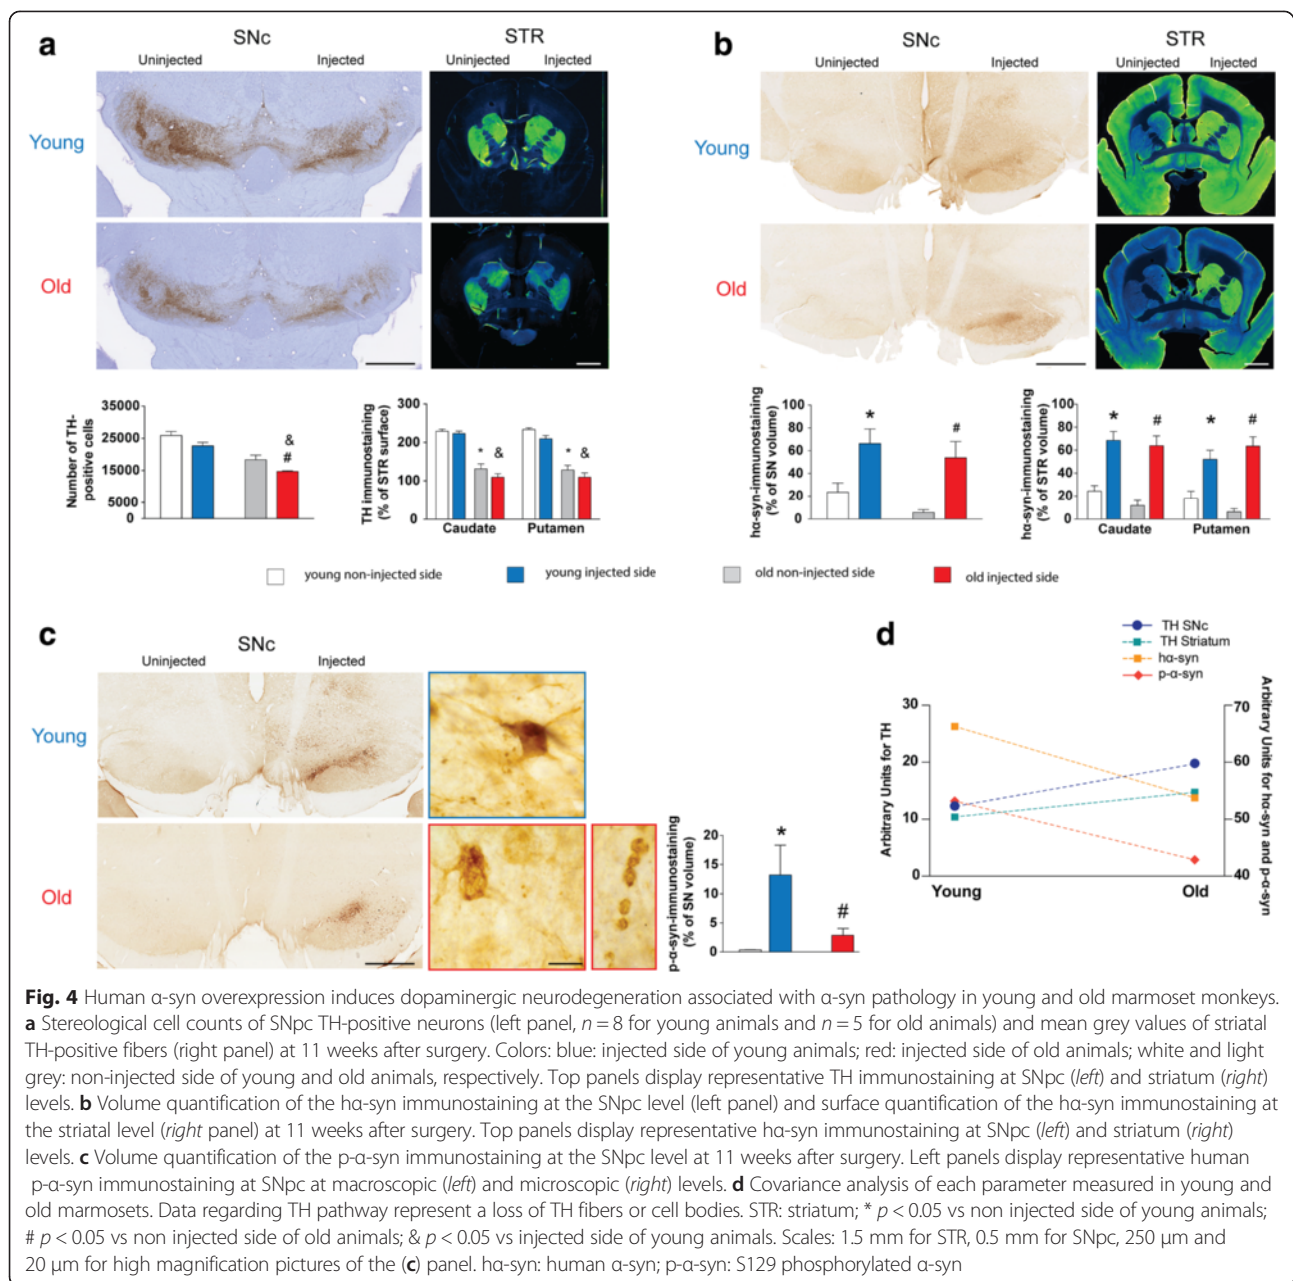 a
SNc
STR
Uninjected
Injected
Uninjected
Injected
Young
Old
Number of TH-
positive cells
35000
25000
15000
5000
0
&
#
TH immunostaining
(% of STR surface)
300
200
100
0
*
&
*
&
Caudate
Putamen
b
SNc
STR
Uninjected
Injected
Uninjected
Injected
Young
Old
hα-syn-immunostaining
(% of SN volume)
100
80
60
40
20
0
*
#
hα-syn-immunostaining
(% of STR volume)
100
80
60
40
20
0
*
#
*
#
Caudate
Putamen
young non-injected side
young injected side
old non-injected side
old injected side
c
SNc
Uninjected
Injected
Young
Old
p-α-syn-immunostaining
(% of SN volume)
20
15
10
5
0
*
#
d
TH SNc
TH Striatum
hα-syn
p-α-syn
Arbitrary Units for TH
30
20
10
0
Arbitrary Units for hα-syn and p-α-syn
70
60
50
40
Young
Old
Fig. 4 Human α-syn overexpression induces dopaminergic neurodegeneration associated with α-syn pathology in young and old marmoset monkeys.
a Stereological cell counts of SNpc TH-positive neurons (left panel, n = 8 for young animals and n = 5 for old animals) and mean grey values of striatal
TH-positive fibers (right panel) at 11 weeks after surgery. Colors: blue: injected side of young animals; red: injected side of old animals; white and light
grey: non-injected side of young and old animals, respectively. Top panels display representative TH immunostaining at SNpc (left) and striatum (right)
levels. b Volume quantification of the hα-syn immunostaining at the SNpc level (left panel) and surface quantification of the hα-syn immunostaining at
the striatal level (right panel) at 11 weeks after surgery. Top panels display representative hα-syn immunostaining at SNpc (left) and striatum (right)
levels. c Volume quantification of the p-α-syn immunostaining at the SNpc level at 11 weeks after surgery. Left panels display representative human
p-α-syn immunostaining at SNpc at macroscopic (left) and microscopic (right) levels. d Covariance analysis of each parameter measured in young and
old marmosets. Data regarding TH pathway represent a loss of TH fibers or cell bodies. STR: striatum; * p < 0.05 vs non injected side of young animals;
# p < 0.05 vs non injected side of old animals; & p < 0.05 vs injected side of young animals. Scales: 1.5 mm for STR, 0.5 mm for SNpc, 250 μm and
20 μm for high magnification pictures of the (c) panel. hα-syn: human α-syn; p-α-syn: S129 phosphorylated α-syn